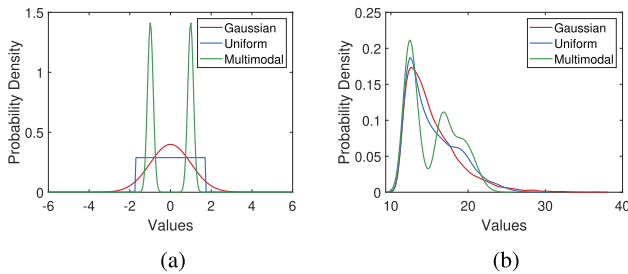 1.5
1
0.5
0
-6
-4
-2
0
2
4
6
Probability Density
Values
Gaussian
Uniform
Multimodal
(a)
0.25
0.2
0.15
0.1
0.05
0
10
20
30
40
Probability Density
Values
Gaussian
Uniform
Multimodal
(b)